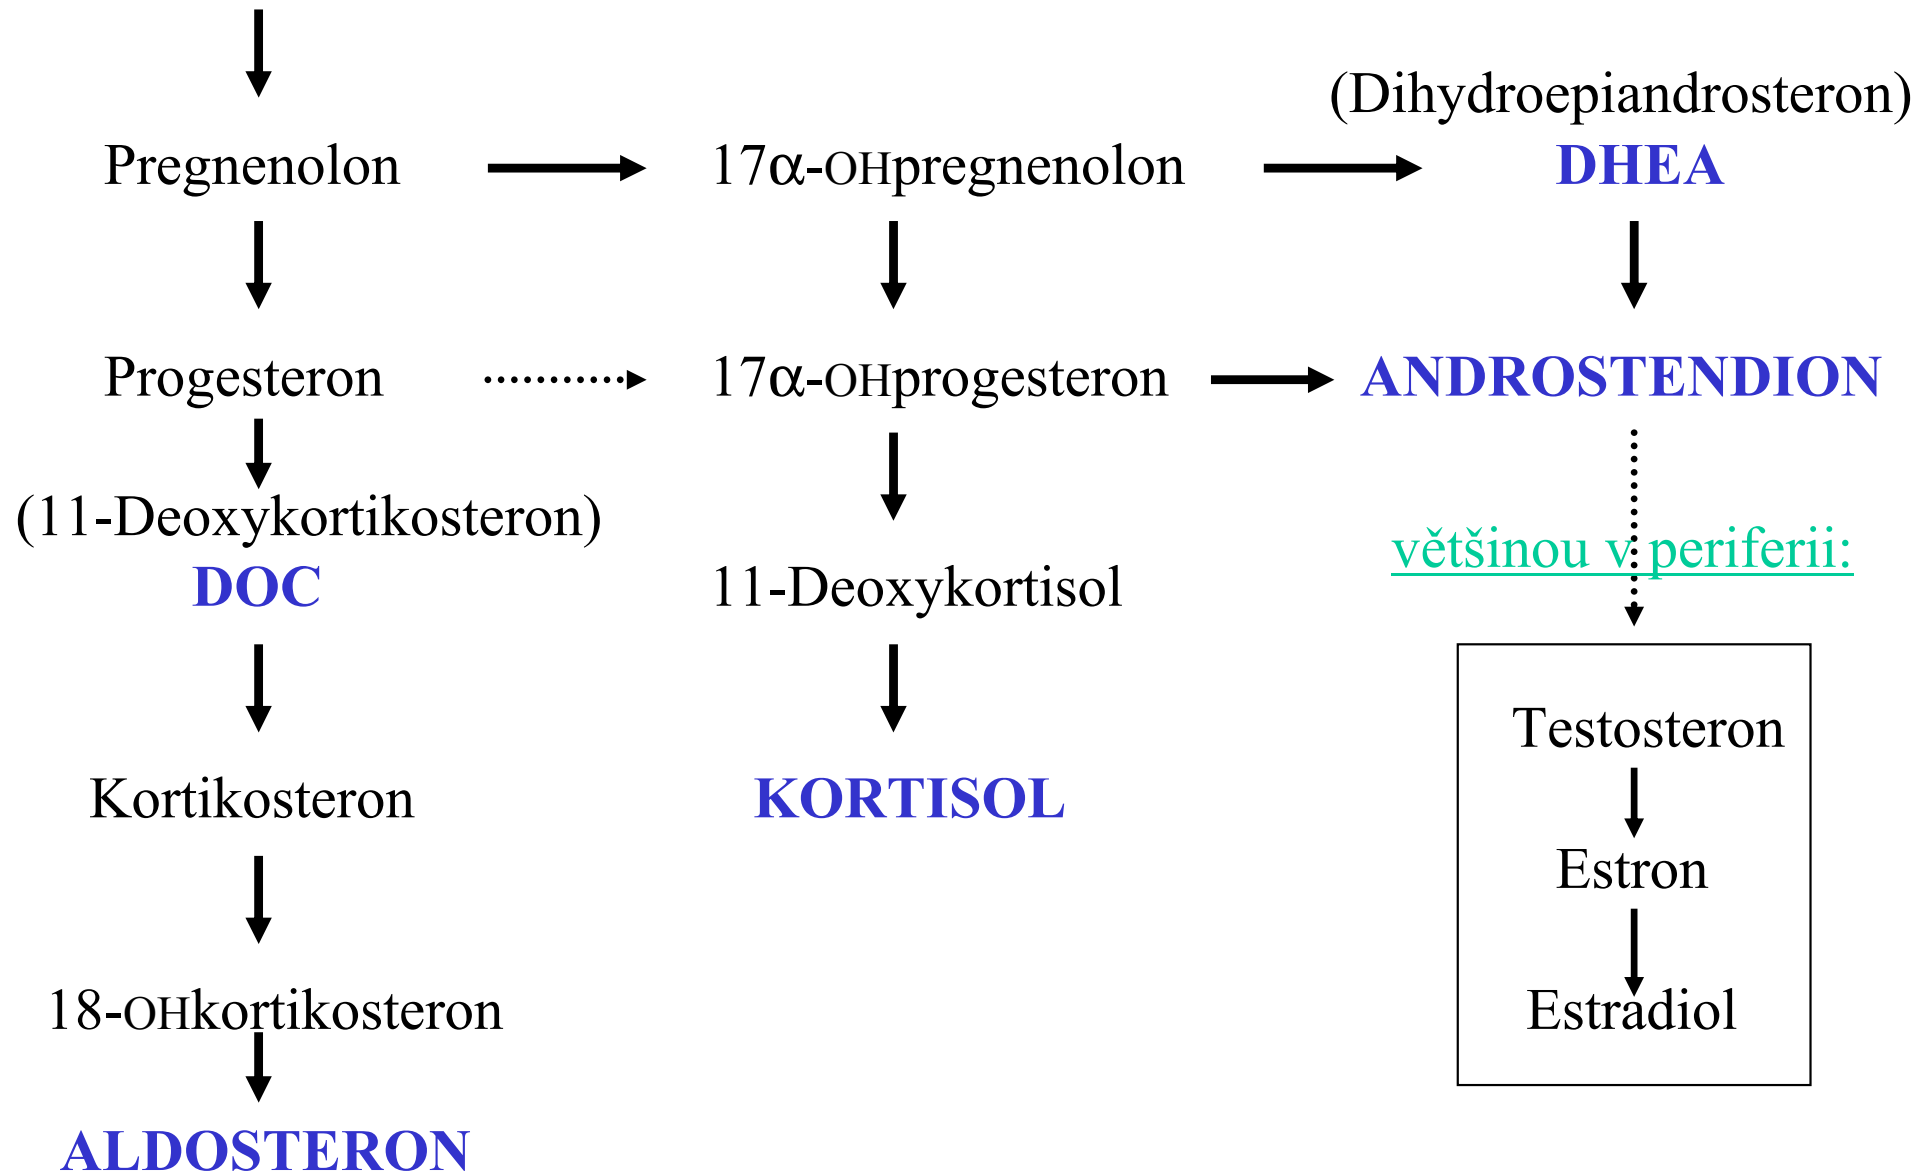 (Dihydroepiandrosteron)
Pregnenolon 17α-OHpregnenolon DHEA
Progesteron 17α-OHprogesteron ANDROSTENDION
(11-Deoxykortikosteron)
většinou v periferii:
DOC 11-Deoxykortisol
Testosteron
Kortikosteron KORTISOL
Estron
18-OHkortikosteron Estradiol
ALDOSTERON